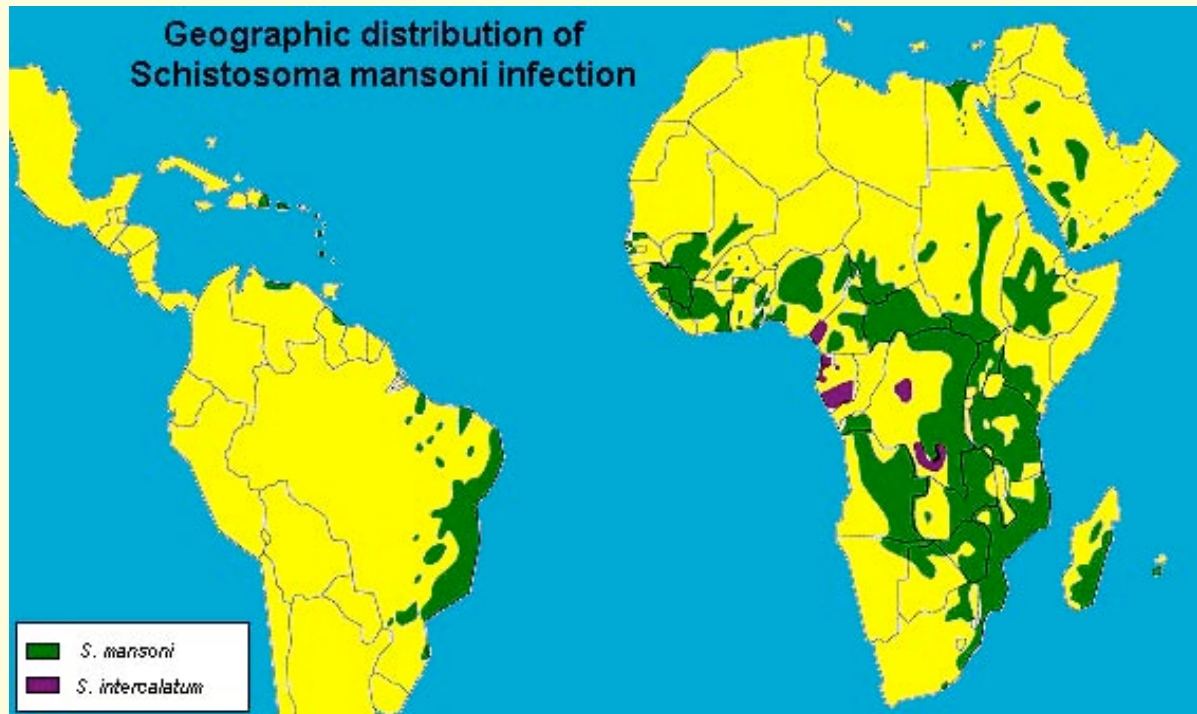 Geographic distribution of
Schistosoma mansoni infection
S. mansoni
S. intercalatum